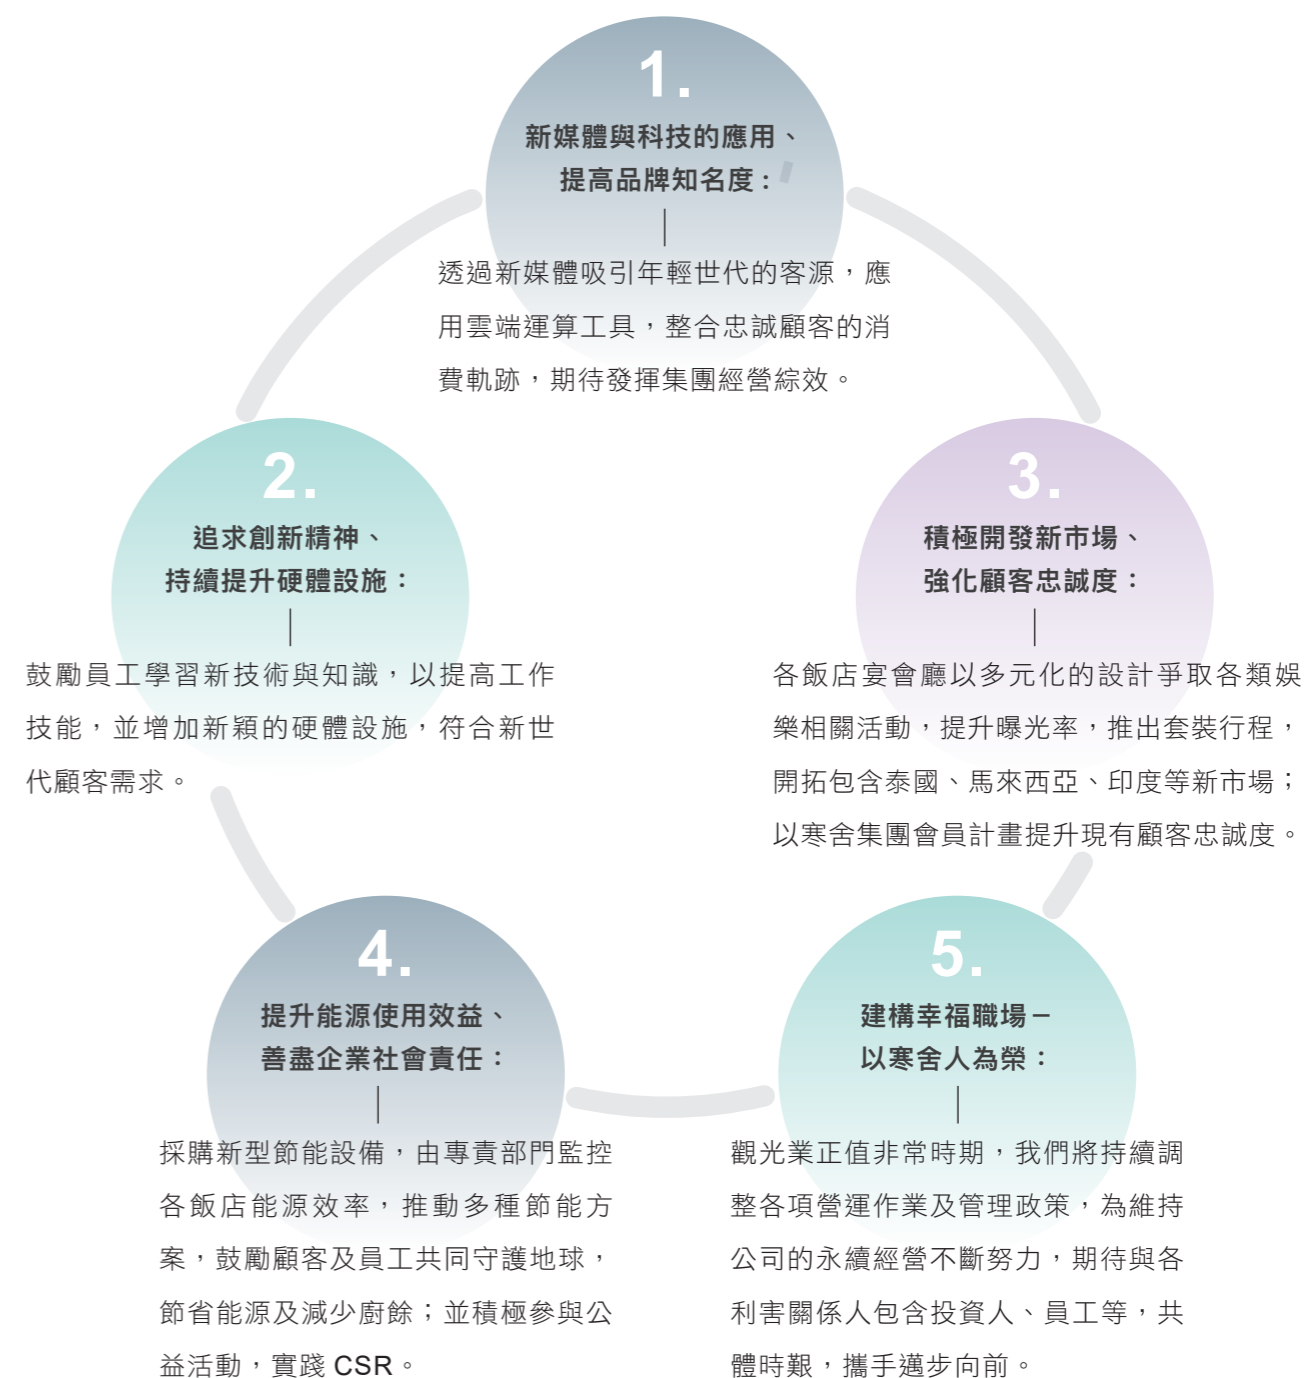 1.
新媒體與科技的應用、
提高品牌知名度：
透過新媒體吸引年輕世代的客源，應
用雲端運算工具，整合忠誠顧客的消
費軌跡，期待發揮集團經營綜效。
2.
追求創新精神、
持續提升硬體設施：
鼓勵員工學習新技術與知識，以提高工作
技能，並增加新穎的硬體設施，符合新世
代顧客需求。
3.
積極開發新市場、
強化顧客忠誠度：
各飯店宴會廳以多元化的設計爭取各類娛
樂相關活動，提升曝光率，推出套裝行程，
開拓包含泰國、馬來西亞、印度等新市場；
以寒舍集團會員計畫提升現有顧客忠誠度。
4.
提升能源使用效益、
善盡企業社會責任：
採購新型節能設備，由專責部門監控
各飯店能源效率，推動多種節能方
案，鼓勵顧客及員工共同守護地球，
節省能源及減少廚餘；並積極參與公
益活動，實踐 CSR。
5.
建構幸福職場－
以寒舍人為榮：
觀光業正值非常時期，我們將持續調
整各項營運作業及管理政策，為維持
公司的永續經營不斷努力，期待與各
利害關係人包含投資人、員工等，共
體時艱，攜手邁步向前。